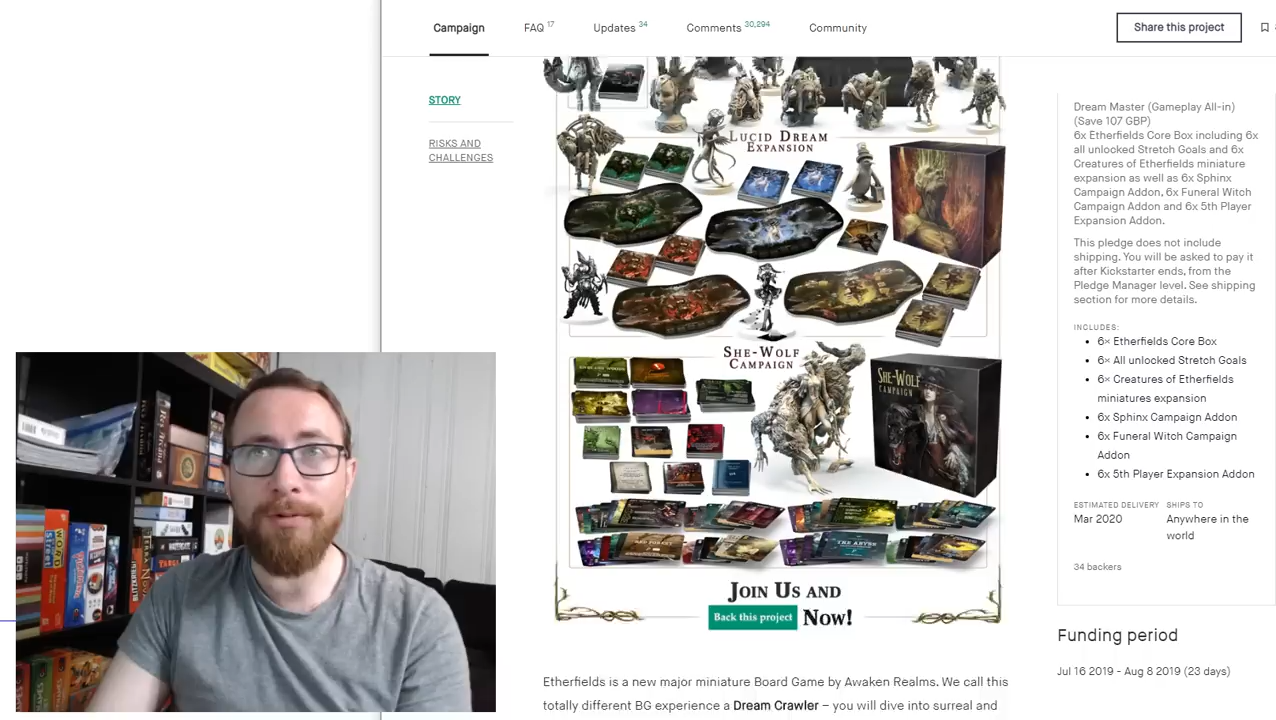 Campaign
FAQ 17
Updates 34
Comments 30,294
Community
Share this project
STORY
RISKS AND
CHALLENGES
LUCID DREAM
EXPANSION
SHE-WOLF
CAMPAIGN
SHE-WOLF
CAMPAIGN
RED FOREST
THE ABYSS
JOIN US AND
Back this project NOW!
Etherfields is a new major miniature Board Game by Awaken Realms. We call this
totally different BG experience a Dream Crawler – you will dive into surreal and
Dream Master (Gameplay All-in)
(Save 107 GBP)
6x Etherfields Core Box including 6x
all unlocked Stretch Goals and 6x
Creatures of Etherfields miniature
expansion as well as 6x Sphinx
Campaign Addon, 6x Funeral Witch
Campaign Addon and 6x 5th Player
Expansion Addon.
This pledge does not include
shipping. You will be asked to pay it
after Kickstarter ends, from the
Pledge Manager level. See shipping
section for more details.
INCLUDES:
6× Etherfields Core Box
6× All unlocked Stretch Goals
6× Creatures of Etherfields
miniatures expansion
6x Sphinx Campaign Addon
6x Funeral Witch Campaign
Addon
6x 5th Player Expansion Addon
ESTIMATED DELIVERY
Mar 2020
SHIPS TO
Anywhere in the
world
34 backers
Funding period
Jul 16 2019 - Aug 8 2019 (23 days)
WORD
BLITZKRIEG